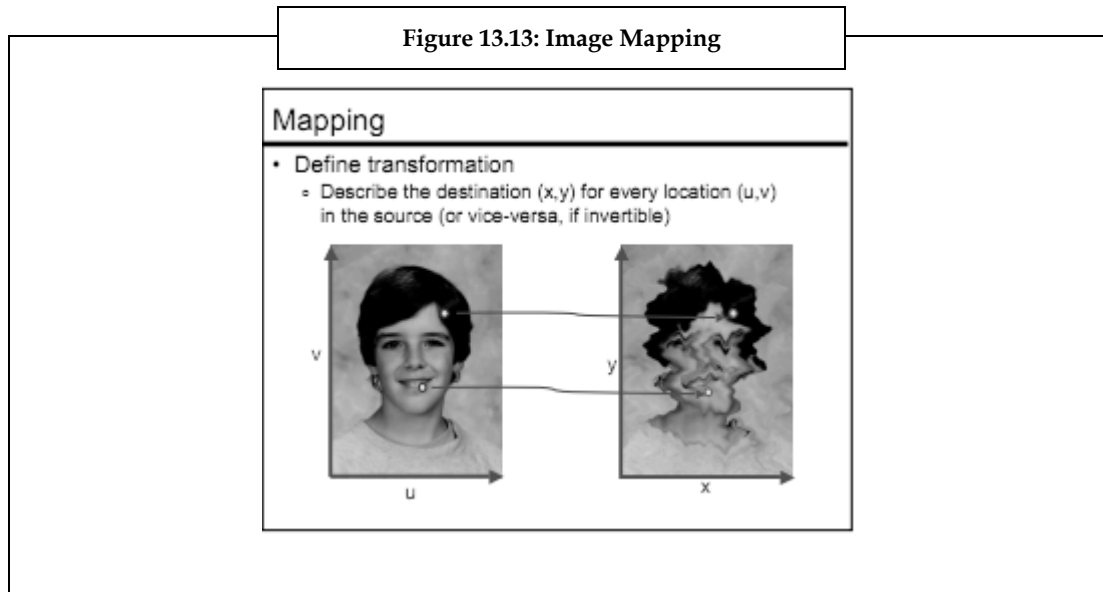 Figure 13.13: Image Mapping
Mapping
• Define transformation
▫ Describe the destination (x,y) for every location (u,v)
in the source (or vice-versa, if invertible)
v
u
y
x